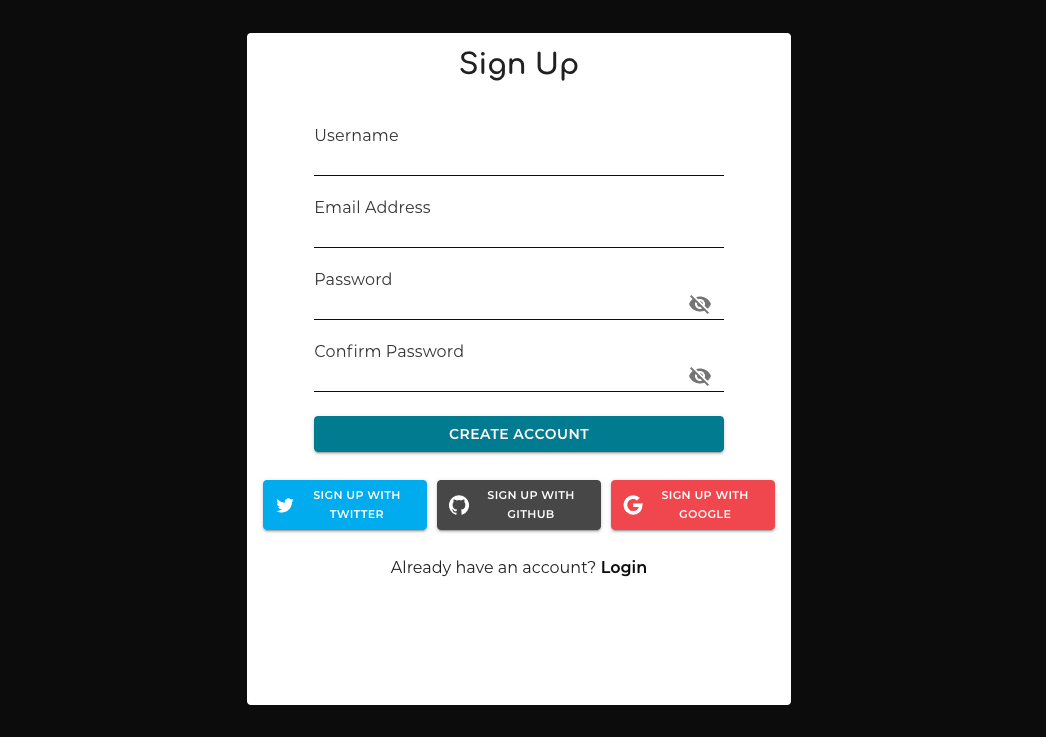 Sign Up
Username
Email Address
Password
Confirm Password
CREATE ACCOUNT
SIGN UP WITH
TWITTER
SIGN UP WITH
GITHUB
SIGN UP WITH
GOOGLE
Already have an account? Login